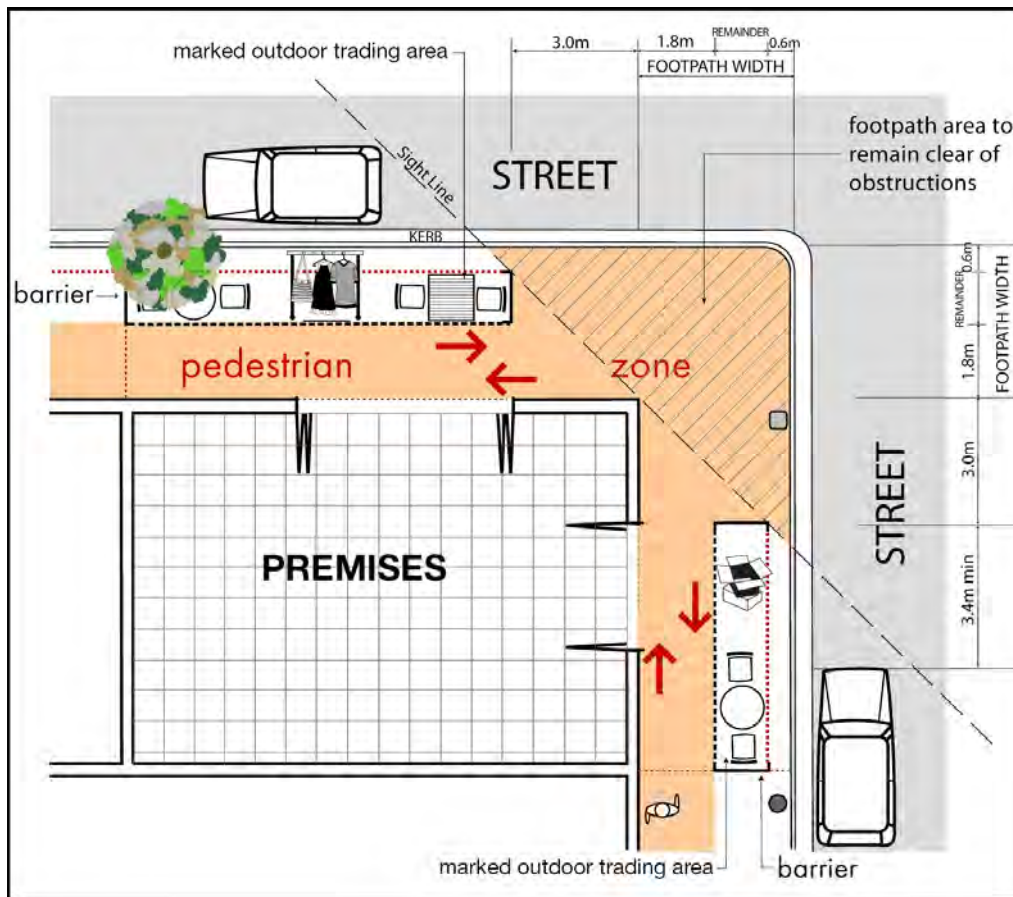 REMAINDER
3.0m
1.8m
0.6m
FOOTPATH WIDTH
marked outdoor trading area
footpath area to
remain clear of
obstructions
STREET
Sight Line
KERB
barrier
pedestrian zone
0.6m
REMAINDER
1.8m
FOOTPATH WIDTH
3.0m
STREET
3.4m min
PREMISES
marked outdoor trading area
barrier